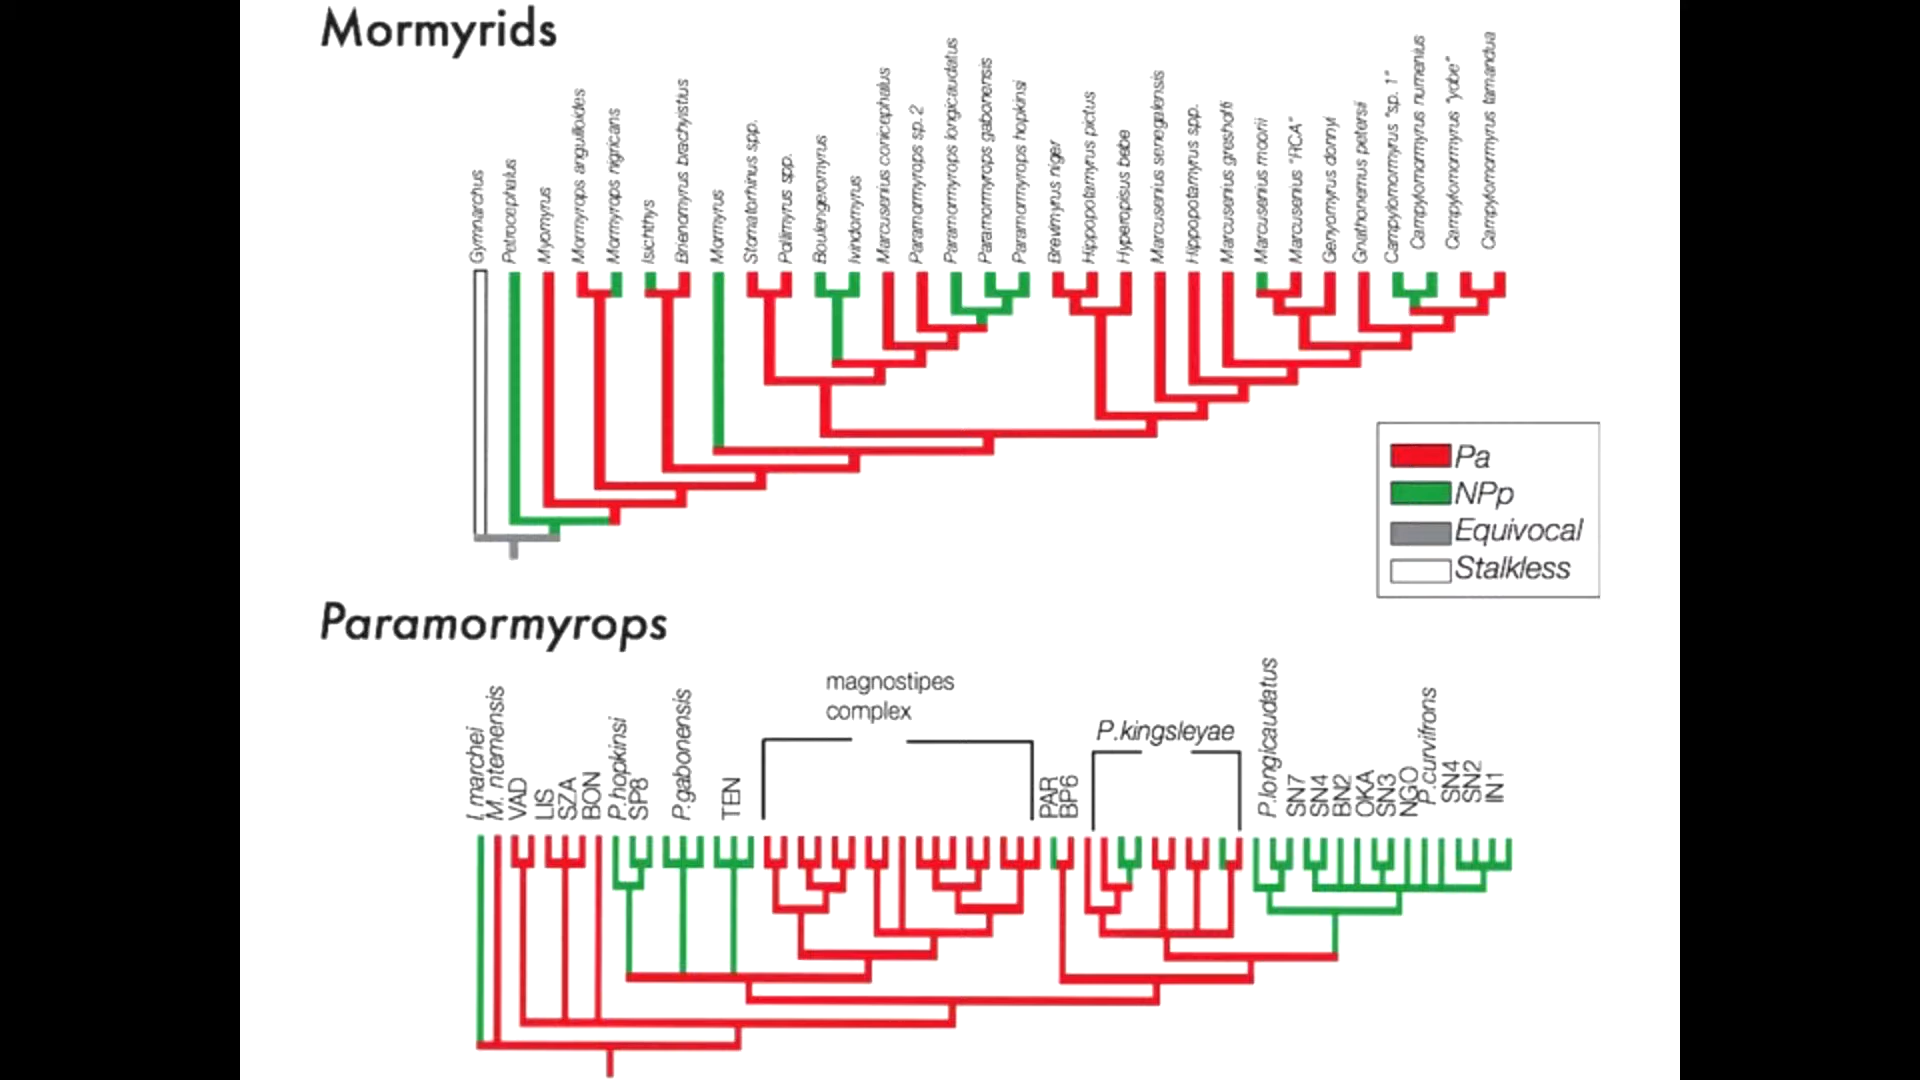 Mormyrids
Gymnarchus
Petrocephalus
Myomyrus
Mormyrops anguilloides
Mormyrops nigricans
Isichthys
Brienomyrus brachyistius
Mormyrus
Stomatorhinus spp.
Pollimyrus spp.
Boulengeromyrus
Ivindomyrus
Marcusenius conicephalus
Paramormyrops sp. 2
Paramormyrops longicaudatus
Paramormyrops gabonensis
Paramormyrops hopkinsi
Brevimyrus niger
Hippopotamyrus pictus
Hyperopisus bebe
Marcusenius senegalensis
Hippopotamyrus spp.
Marcusenius greshoffi
Marcusenius moorii
Marcusenius "RCA"
Genyomyrus donnyi
Gnathonemus petersii
Campylomormyrus "sp. 1"
Campylomormyrus numenius
Campylomormyrus "yobe"
Campylomormyrus tamandua
Pa
NPp
Equivocal
Stalkless
Paramormyrops
I. marchei
M. ntemensis
VAD
LIS
SZA
BON
P.hopkinsi
SP8
P.gabonensis
TEN
magnostipes
complex
PAR
BP6
P.kingsleyae
P.longicaudatus
SN7
SN4
BN2
OKA
SN3
NGO
P.curvifrons
SN4
SN2
IN1